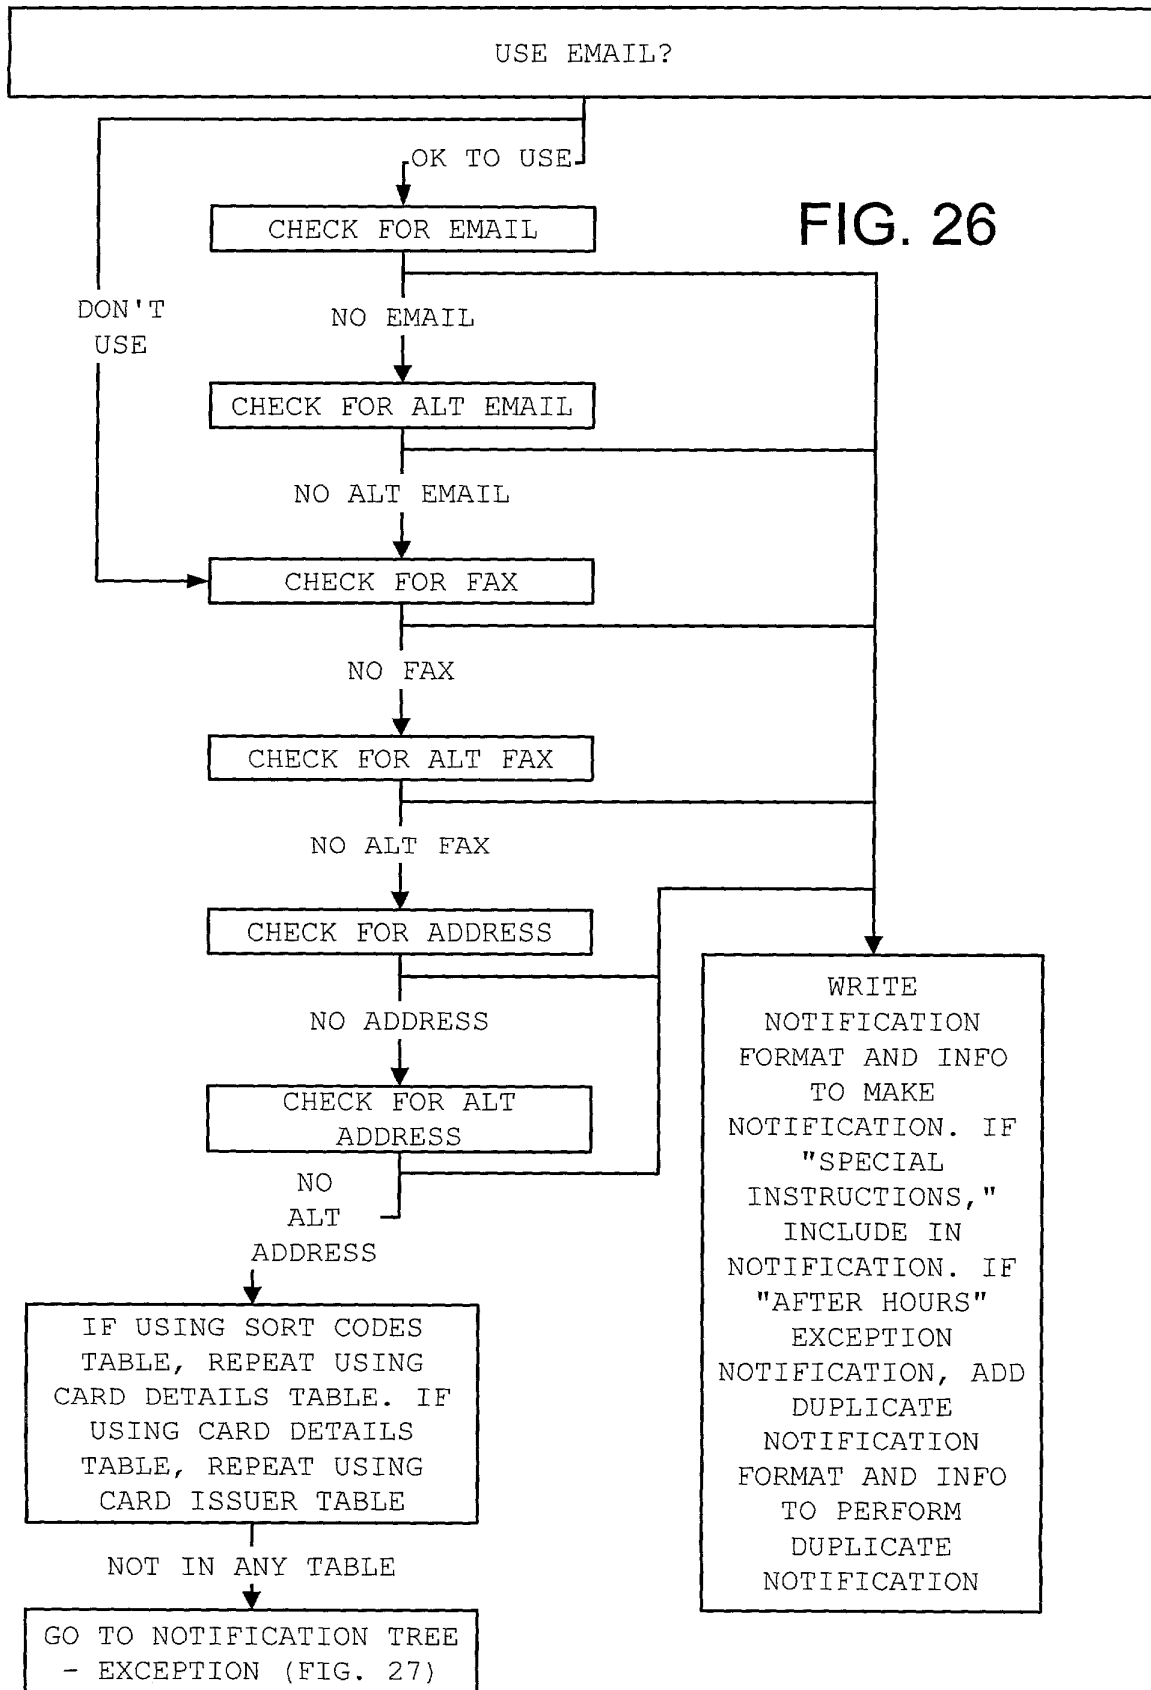 USE EMAIL?
OK TO USE
CHECK FOR EMAIL
FIG. 26
DON'T
USE
NO EMAIL
CHECK FOR ALT EMAIL
NO ALT EMAIL
CHECK FOR FAX
NO FAX
CHECK FOR ALT FAX
NO ALT FAX
CHECK FOR ADDRESS
NO ADDRESS
CHECK FOR ALT
ADDRESS
NO
ALT
ADDRESS
IF USING SORT CODES
TABLE, REPEAT USING
CARD DETAILS TABLE. IF
USING CARD DETAILS
TABLE, REPEAT USING
CARD ISSUER TABLE
NOT IN ANY TABLE
GO TO NOTIFICATION TREE
- EXCEPTION (FIG. 27)
WRITE
NOTIFICATION
FORMAT AND INFO
TO MAKE
NOTIFICATION. IF
"SPECIAL
INSTRUCTIONS,"
INCLUDE IN
NOTIFICATION. IF
"AFTER HOURS"
EXCEPTION
NOTIFICATION, ADD
DUPLICATE
NOTIFICATION
FORMAT AND INFO
TO PERFORM
DUPLICATE
NOTIFICATION